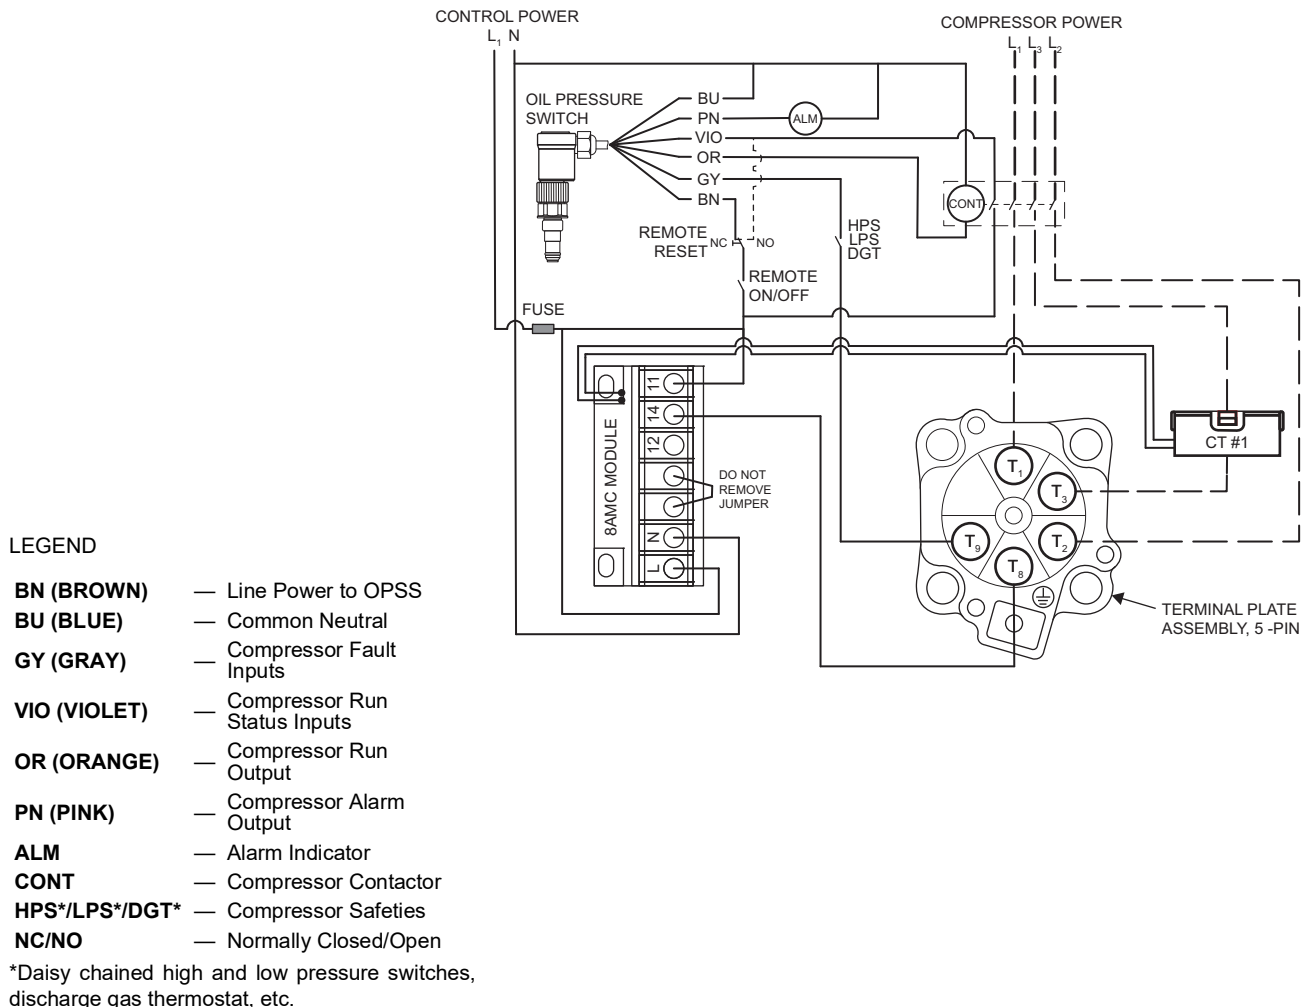 CONTROL POWER
L1 N
COMPRESSOR POWER
L1 L3 L2
OIL PRESSURE
SWITCH
BU
PN
ALM
VIO
OR
GY
BN
CONT
REMOTE
RESET
NC
NO
HPS
LPS
DGT
REMOTE
ON/OFF
FUSE
8AMC MODULE
11
14
12
N
L
DO NOT
REMOVE
JUMPER
CT #1
T1
T3
T9
T2
T8
TERMINAL PLATE
ASSEMBLY, 5 -PIN
LEGEND
BN (BROWN) — Line Power to OPSS
BU (BLUE) — Common Neutral
GY (GRAY) — Compressor Fault
Inputs
VIO (VIOLET) — Compressor Run
Status Inputs
OR (ORANGE) — Compressor Run
Output
PN (PINK) — Compressor Alarm
Output
ALM — Alarm Indicator
CONT — Compressor Contactor
HPS*/LPS*/DGT* — Compressor Safeties
NC/NO — Normally Closed/Open
*Daisy chained high and low pressure switches,
discharge gas thermostat, etc.